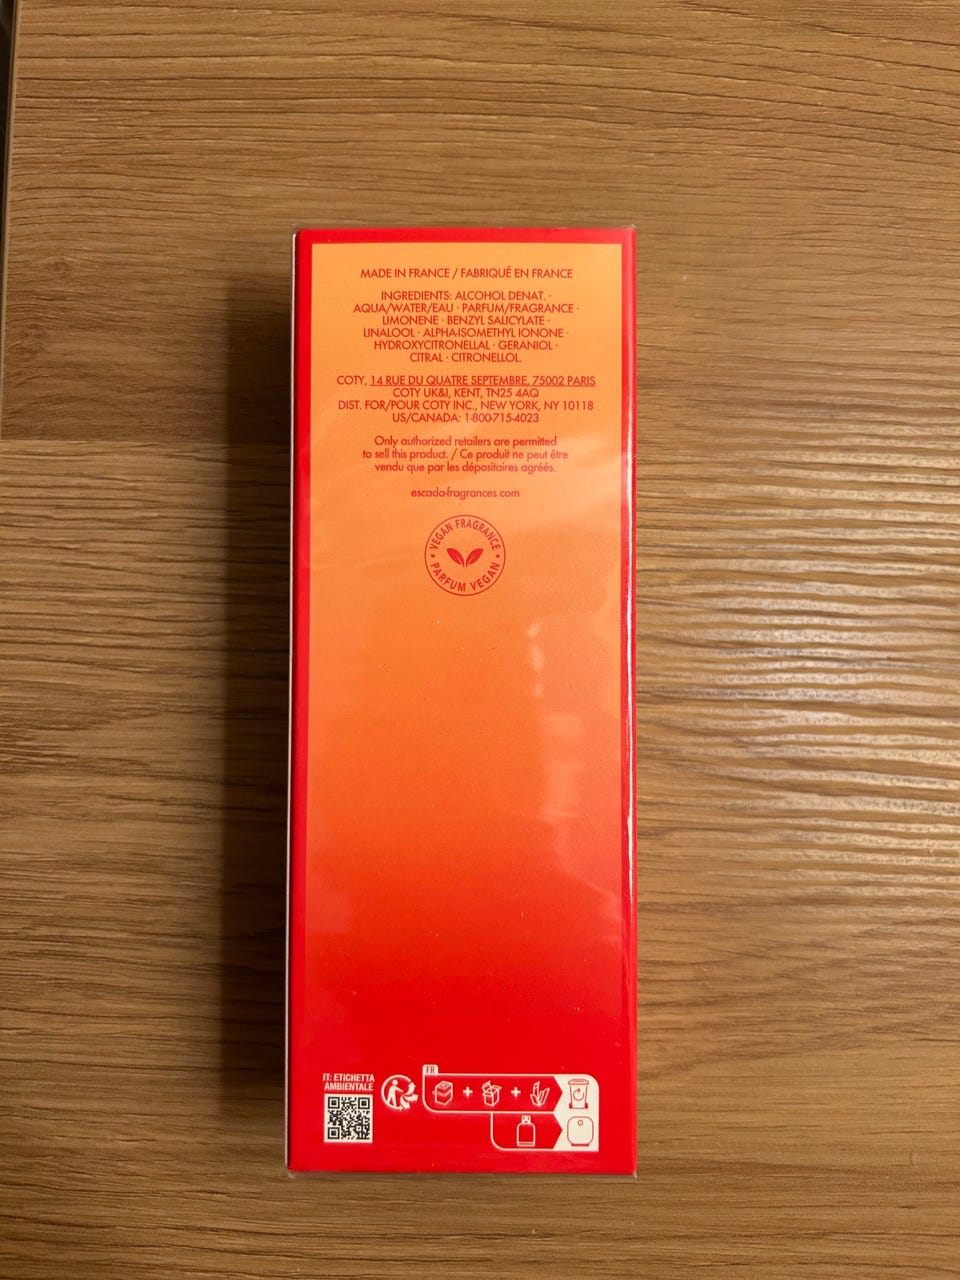 MADE IN FRANCE / FABRIQUÉ EN FRANCE
INGREDIENTS: ALCOHOL DENAT. ·
AQUA/WATER/EAU · PARFUM/FRAGRANCE ·
LIMONENE · BENZYL SALICYLATE ·
LINALOOL · ALPHA-ISOMETHYL IONONE ·
HYDROXYCITRONELLAL · GERANIOL ·
CITRAL · CITRONELLOL.
COTY, 14 RUE DU QUATRE SEPTEMBRE, 75002 PARIS
COTY UK&I, KENT, TN25 4AQ
DIST. FOR/POUR COTY INC., NEW YORK, NY 10118
US/CANADA: 1-800-715-4023
Only authorized retailers are permitted
to sell this product. / Ce produit ne peut être
vendu que par les dépositaires agréés.
escada-fragrances.com
· VEGAN FRAGRANCE ·
PARFUM VEGAN
IT: ETICHETTA
AMBIENTALE
FR